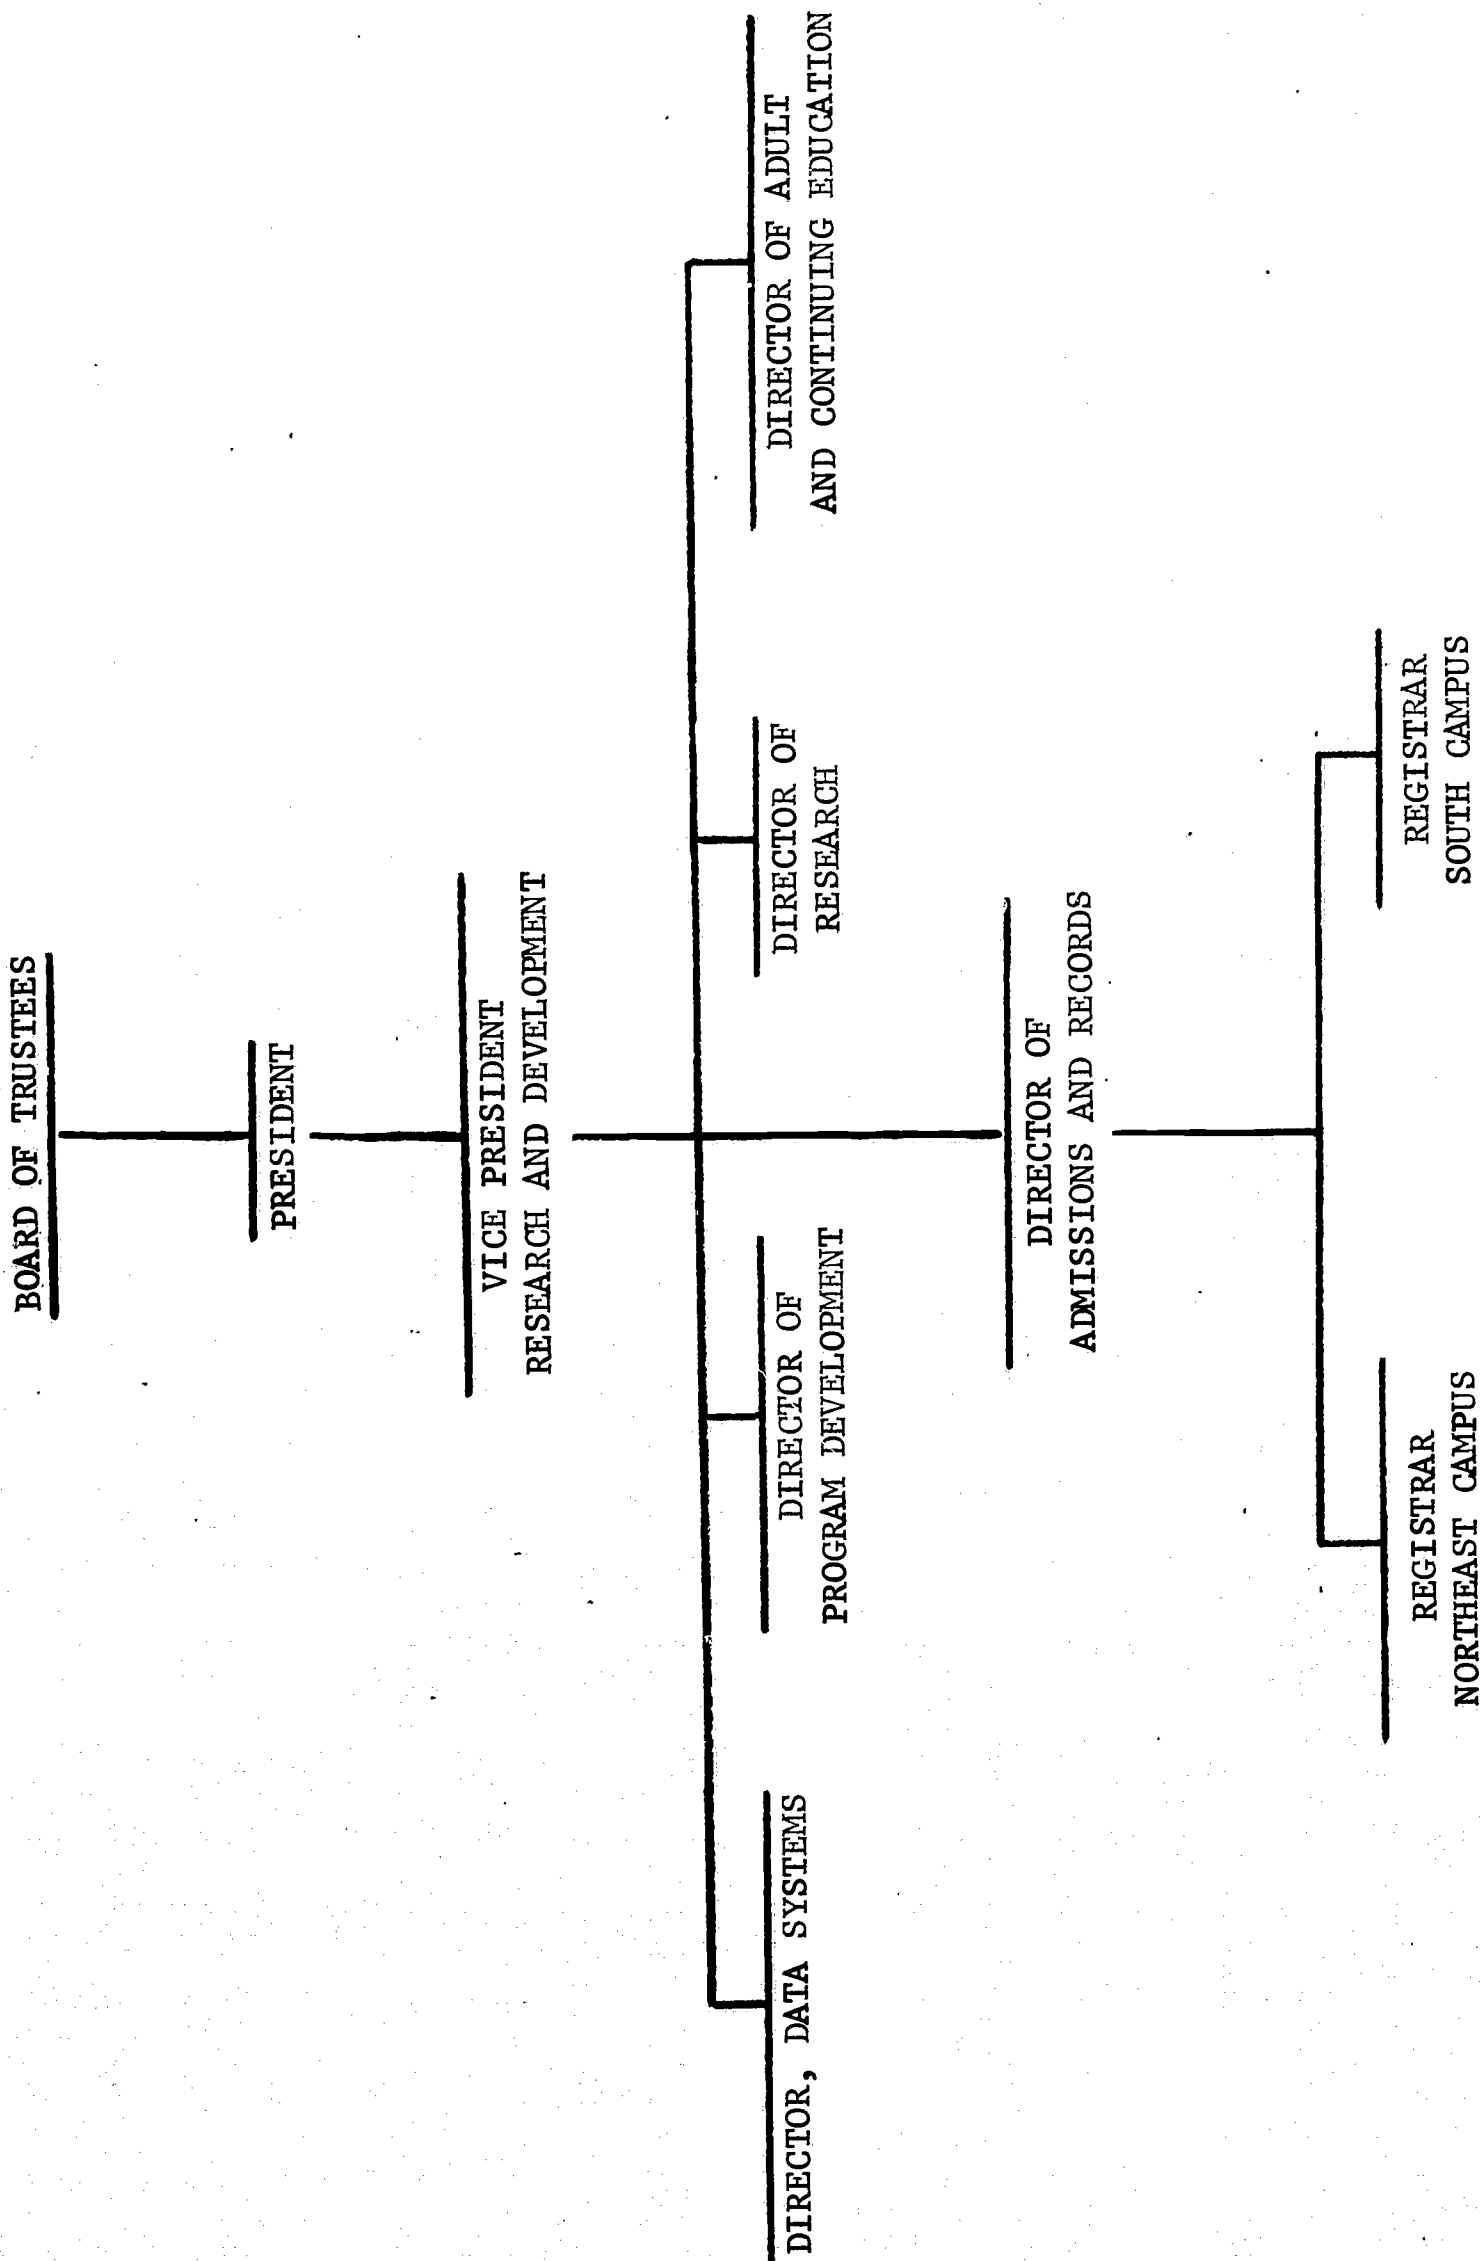 BOARD OF TRUSTEES
PRESIDENT
VICE PRESIDENT
RESEARCH AND DEVELOPMENT
DIRECTOR, DATA SYSTEMS
DIRECTOR OF
PROGRAM DEVELOPMENT
DIRECTOR OF
RESEARCH
DIRECTOR OF ADULT
AND CONTINUING EDUCATION
DIRECTOR OF
ADMISSIONS AND RECORDS
REGISTRAR
NORTHEAST CAMPUS
REGISTRAR
SOUTH CAMPUS